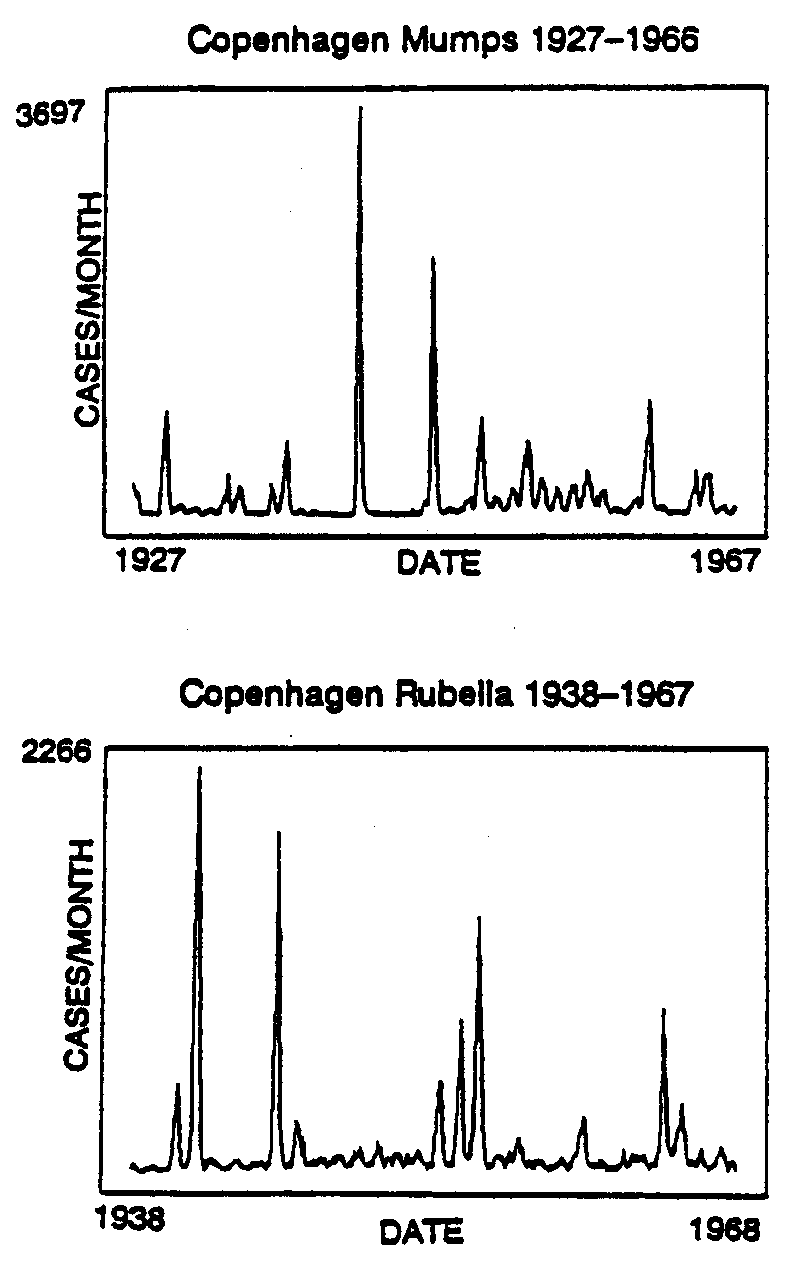 Copenhagen Mumps 1927-1966
3697
CASES/MONTH
1927
DATE
1967
Copenhagen Rubella 1938-1967
2266
CASES/MONTH
1938
DATE
1968